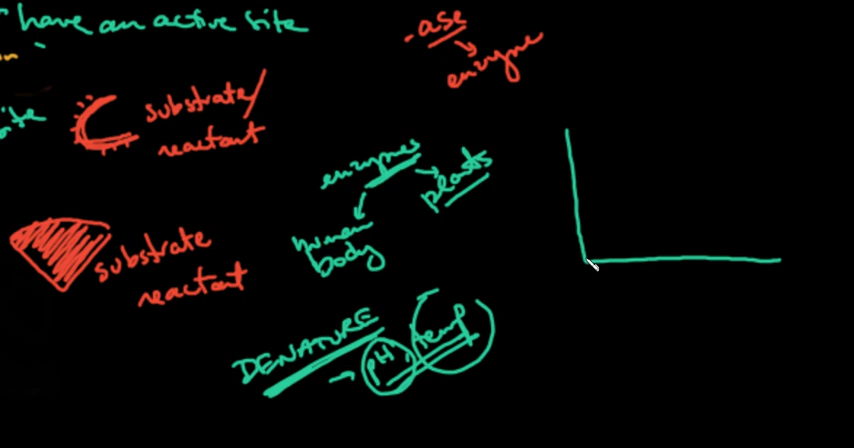 have an active site
-ase
enzyme
substrate/
reactant
enzymes
plants
human
body
substrate
reactant
DENATURE
pH
temp